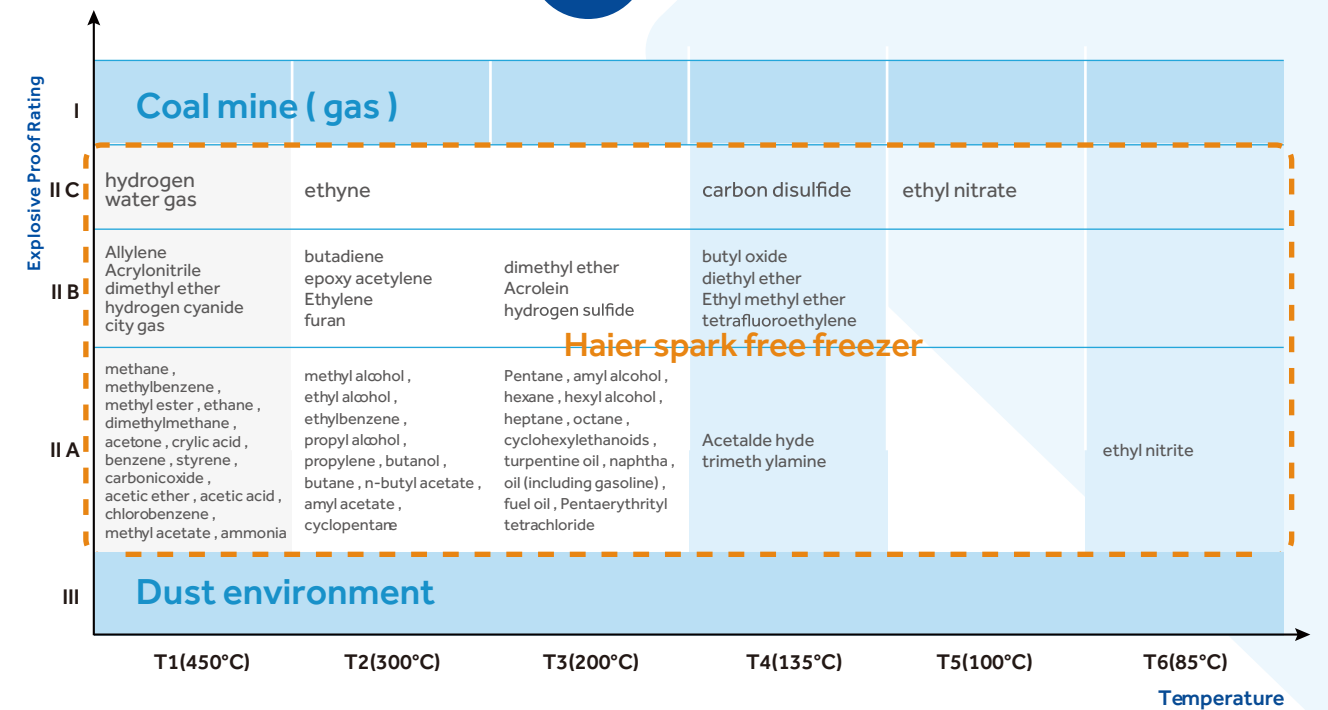 Explosive Proof Rating
I
Coal mine ( gas )
II C
hydrogen
water gas
ethyne
carbon disulfide
ethyl nitrate
II B
Allylene
Acrylonitrile
dimethyl ether
hydrogen cyanide
city gas
butadiene
epoxy acetylene
Ethylene
furan
dimethyl ether
Acrolein
hydrogen sulfide
butyl oxide
diethyl ether
Ethyl methyl ether
tetrafluoroethylene
Haier spark free freezer
II A
methane ,
methylbenzene ,
methyl ester , ethane ,
dimethylmethane ,
acetone , crylic acid ,
benzene , styrene ,
carbonicoxide ,
acetic ether , acetic acid ,
chlorobenzene ,
methyl acetate , ammonia
methyl alcohol ,
ethyl alcohol ,
ethylbenzene ,
propyl alcohol ,
propylene , butanol ,
butane , n-butyl acetate ,
amyl acetate ,
cyclopentane
Pentane , amyl alcohol ,
hexane , hexyl alcohol ,
heptane , octane ,
cyclohexylethanoids ,
turpentine oil , naphtha ,
oil (including gasoline) ,
fuel oil , Pentaerythrityl
tetrachloride
Acetalde hyde
trimeth ylamine
ethyl nitrite
III
Dust environment
T1(450°C)
T2(300°C)
T3(200°C)
T4(135°C)
T5(100°C)
T6(85°C)
Temperature